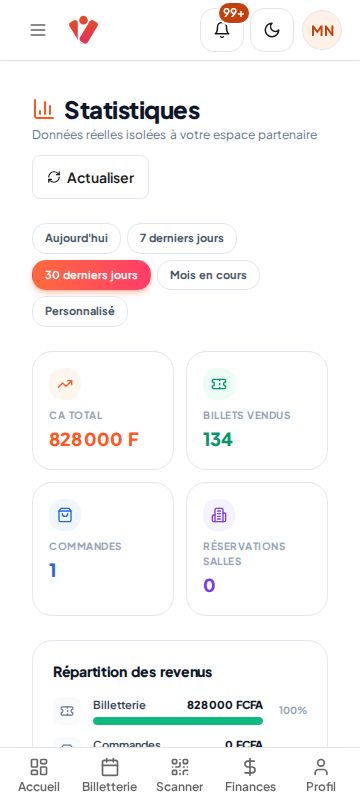 99+
MN
Statistiques
Données réelles isolées à votre espace partenaire
Actualiser
Aujourd'hui
7 derniers jours
30 derniers jours
Mois en cours
Personnalisé
CA TOTAL
828 000 F
BILLETS VENDUS
134
COMMANDES
1
RÉSERVATIONS
SALLES
0
Répartition des revenus
Billetterie
828 000 FCFA
100%
Commandes
0 FCFA
Accueil
Billetterie
Scanner
Finances
Profil